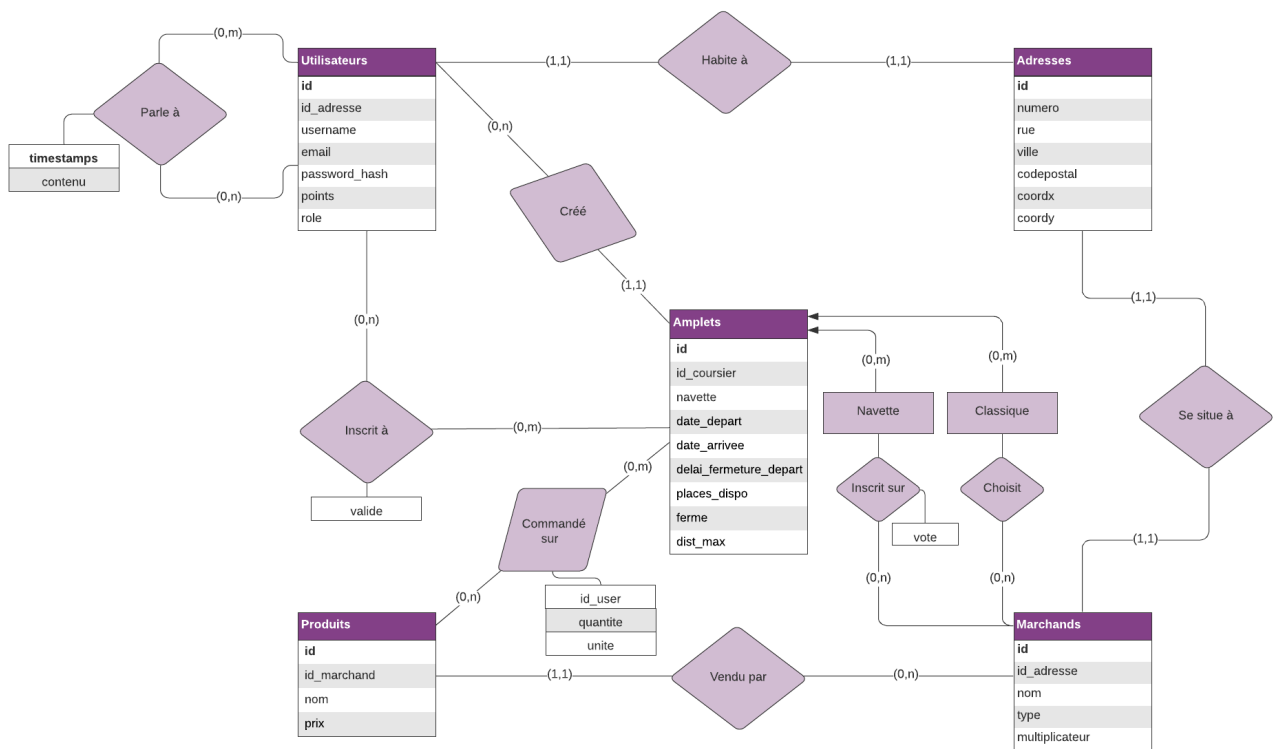 (0,m)
Utilisateurs
id
id_adresse
username
email
password_hash
points
role
Parle à
timestamps
contenu
(0,n)
(1,1)
Habite à
(1,1)
Adresses
id
numero
rue
ville
codepostal
coordx
coordy
(0,n)
Créé
(1,1)
(0,n)
Inscrit à
valide
(0,m)
Amplets
id
id_coursier
navette
date_depart
date_arrivee
delai_fermeture_depart
places_dispo
ferme
dist_max
(0,m)
(0,m)
Navette
Classique
Inscrit sur
Choisit
vote
(0,n)
(0,n)
(1,1)
Se situe à
(1,1)
(0,m)
Commandé
sur
(0,n)
id_user
quantite
unite
Produits
id
id_marchand
nom
prix
(1,1)
Vendu par
(0,n)
Marchands
id
id_adresse
nom
type
multiplicateur